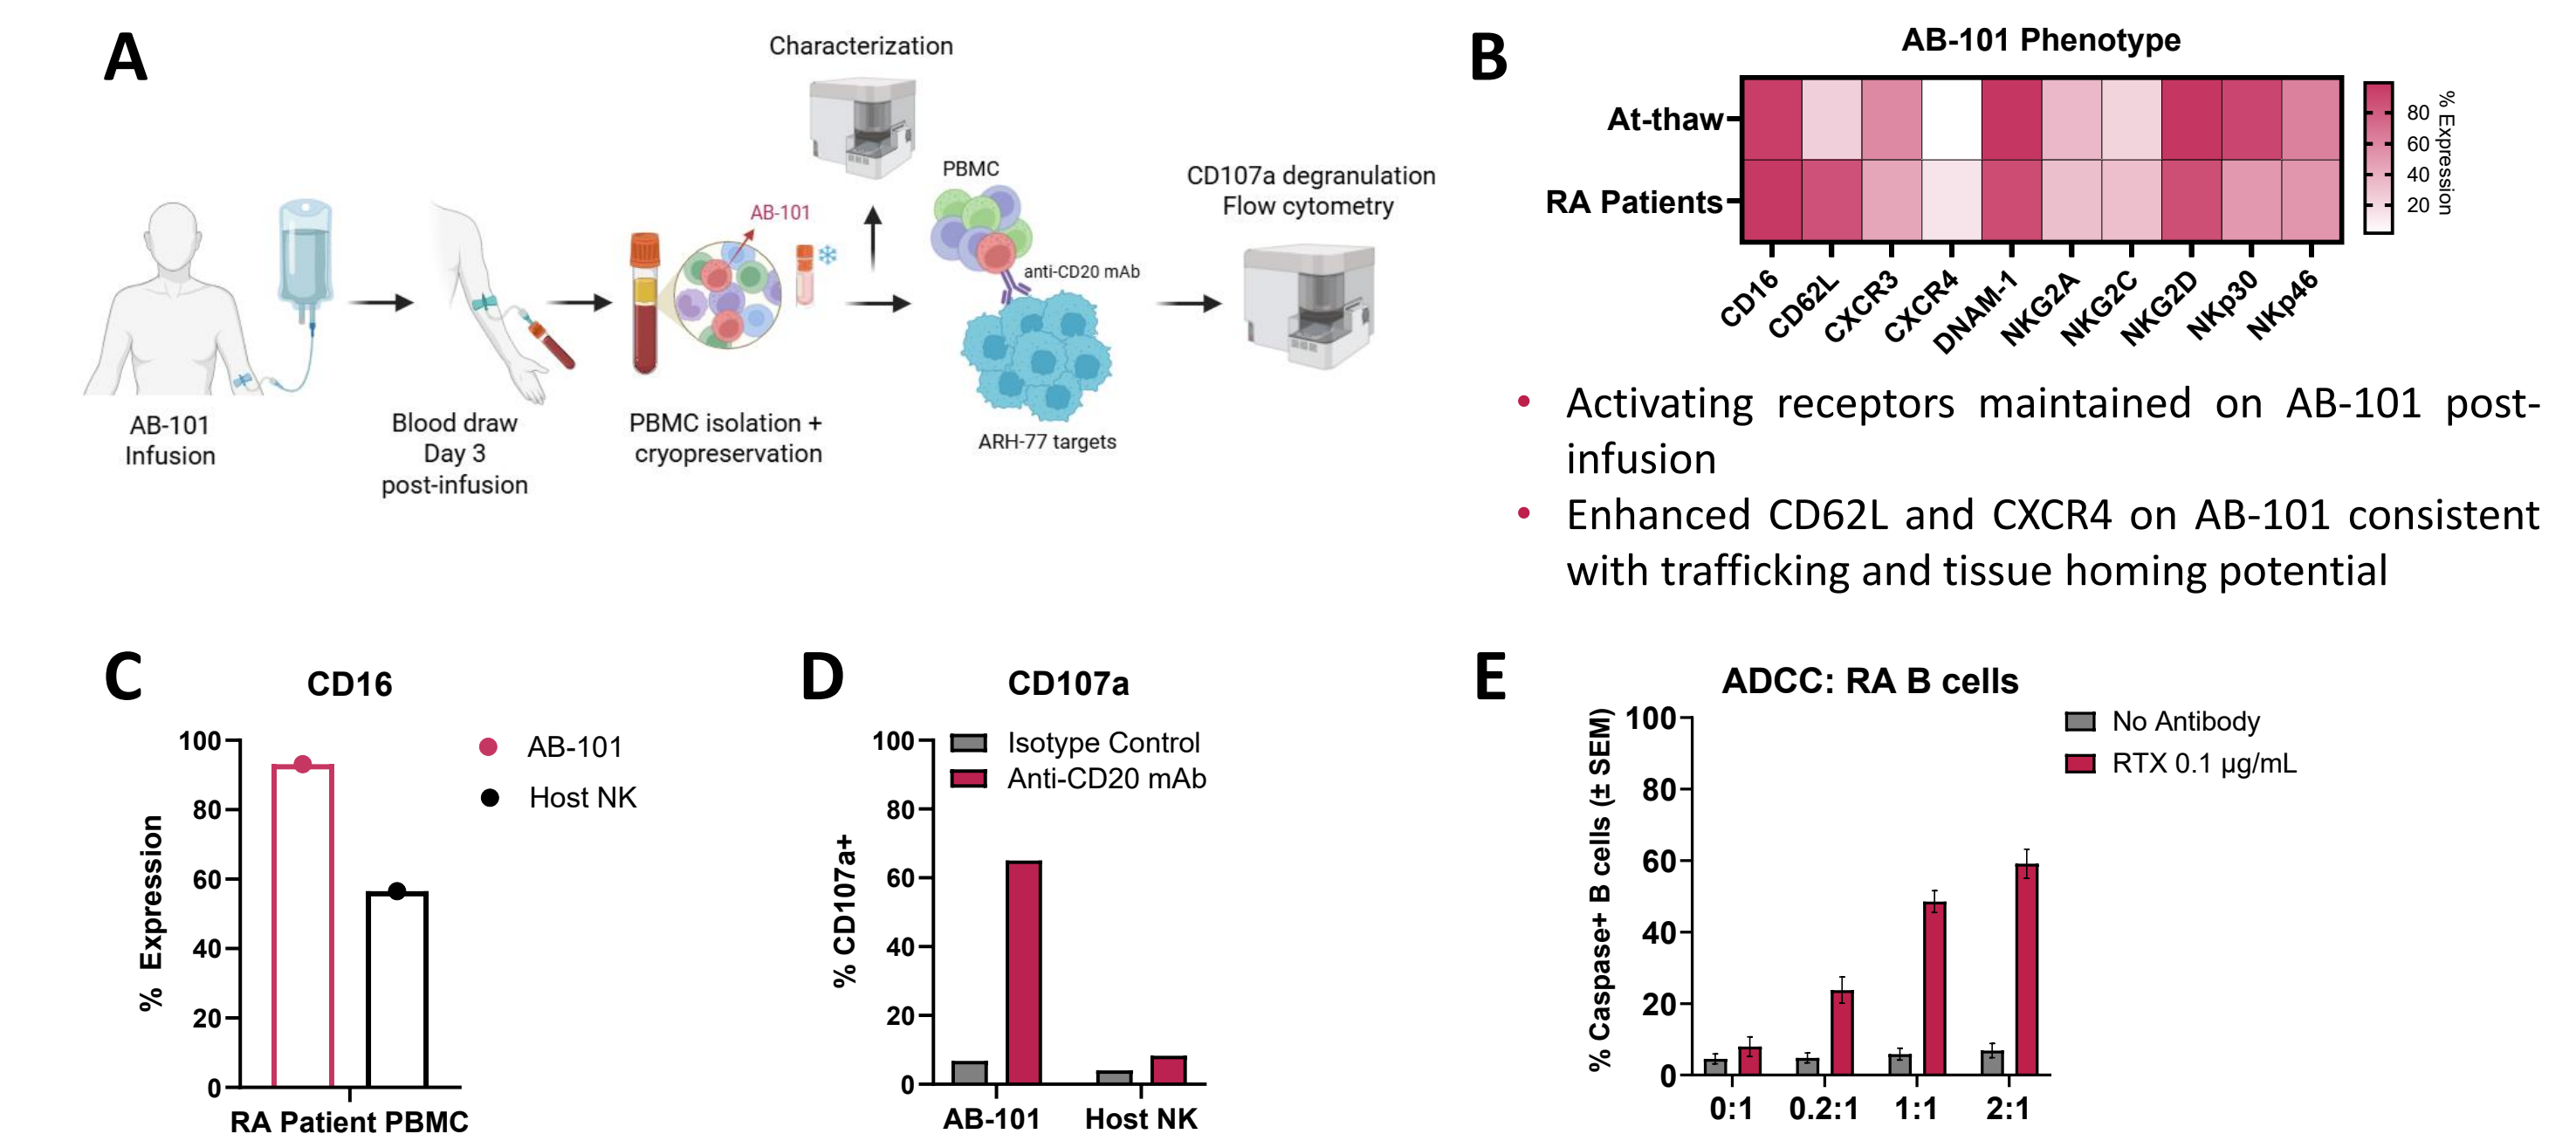 A
Characterization
AB-101
PBMC
anti-CD20 mAb
CD107a degranulation
Flow cytometry
AB-101
Infusion
Blood draw
Day 3
post-infusion
PBMC isolation +
cryopreservation
ARH-77 targets
B
AB-101 Phenotype
At-thaw
RA Patients
80
60
40
20
% Expression
CD16
CD62L
CXCR3
CXCR4
DNAM-1
NKG2A
NKG2C
NKG2D
NKp30
NKp46
• Activating receptors maintained on AB-101 post-
infusion
• Enhanced CD62L and CXCR4 on AB-101 consistent
with trafficking and tissue homing potential
C
CD16
% Expression
100
80
60
40
20
0
RA Patient PBMC
AB-101
Host NK
D
CD107a
% CD107a+
100
80
60
40
20
0
Isotype Control
Anti-CD20 mAb
AB-101
Host NK
E
ADCC: RA B cells
% Caspase+ B cells (± SEM)
100
80
60
40
20
0
0:1
0.2:1
1:1
2:1
No Antibody
RTX 0.1 µg/mL